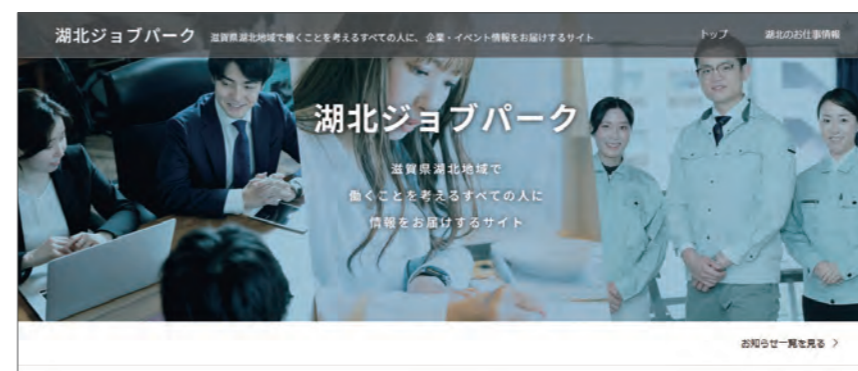 湖北ジョブパーク 滋賀県湖北地域で働くことを考えるすべての人に、企業・イベント情報をお届けするサイト トップ 湖北のお仕事情報
湖北ジョブパーク
滋賀県湖北地域で
働くことを考えるすべての人に
情報をお届けするサイト
お知らせ一覧を見る >